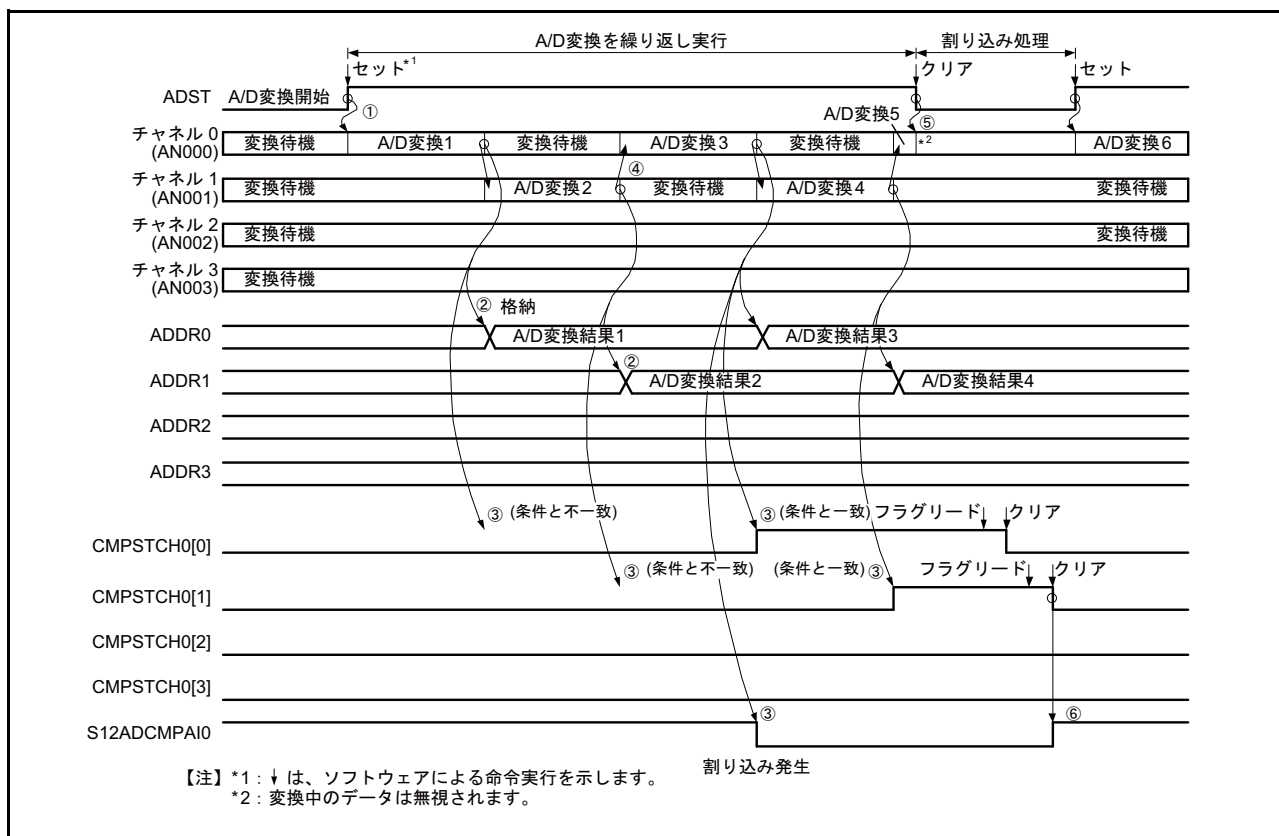 A/D変換を繰り返し実行 割り込み処理
セット*1 クリア セット
ADST A/D変換開始
① A/D変換5 ⑤
チャネル 0
(AN000) 変換待機 A/D変換1 変換待機 A/D変換3 変換待機 *2 A/D変換6
④
チャネル 1
(AN001) 変換待機 A/D変換2 変換待機 A/D変換4 変換待機
チャネル 2
(AN002) 変換待機 変換待機
チャネル 3
(AN003) 変換待機
② 格納
ADDR0 A/D変換結果1 A/D変換結果3
②
ADDR1 A/D変換結果2 A/D変換結果4
ADDR2
ADDR3
③ (条件と不一致) ③ (条件と一致) フラグリード クリア
CMPSTCH0[0]
③ (条件と不一致) (条件と一致) ③ フラグリード クリア
CMPSTCH0[1]
CMPSTCH0[2]
CMPSTCH0[3]
③ ⑥
S12ADCMPAI0
割り込み発生
【注】 *1 : ↓ は、ソフトウェアによる命令実行を示します。
*2 : 変換中のデータは無視されます。